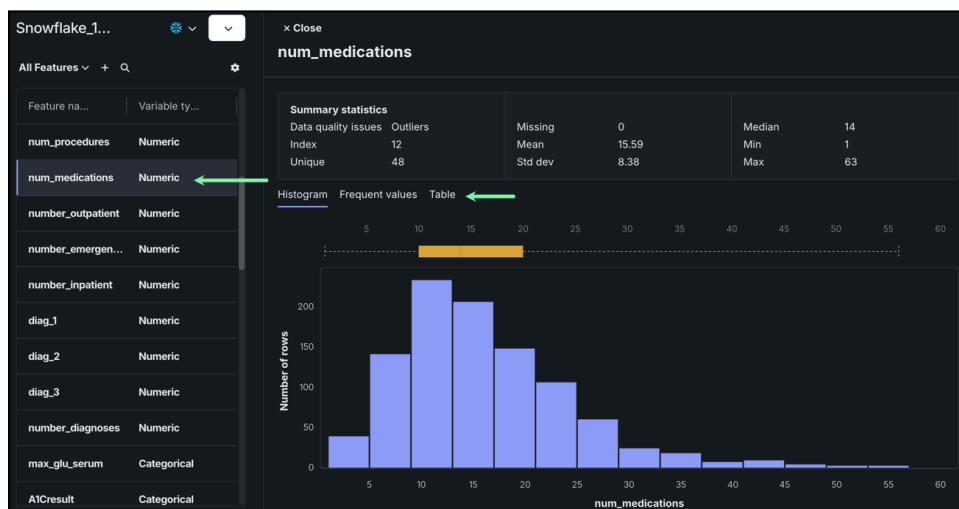 Snowflake_1...
All Features
Feature na... Variable ty...
num_procedures Numeric
num_medications Numeric
number_outpatient Numeric
number_emergen... Numeric
number_inpatient Numeric
diag_1 Numeric
diag_2 Numeric
diag_3 Numeric
number_diagnoses Numeric
max_glu_serum Categorical
A1Cresult Categorical
× Close
num_medications
Summary statistics
Data quality issues Outliers Missing 0 Median 14
Index 12 Mean 15.59 Min 1
Unique 48 Std dev 8.38 Max 63
Histogram Frequent values Table
5 10 15 20 25 30 35 40 45 50 55 60
Number of rows
200
150
100
50
0
5 10 15 20 25 30 35 40 45 50 55 60
num_medications